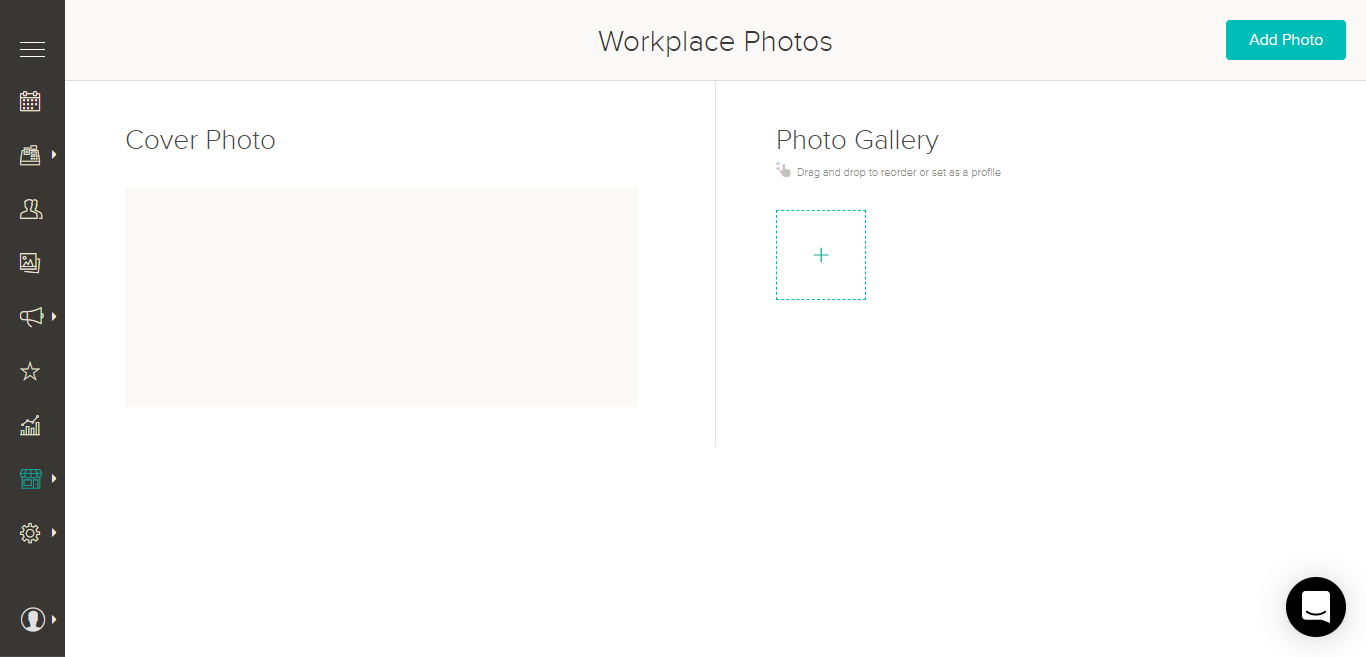 Workplace Photos
Add Photo
Cover Photo
Photo Gallery
Drag and drop to reorder or set as a profile